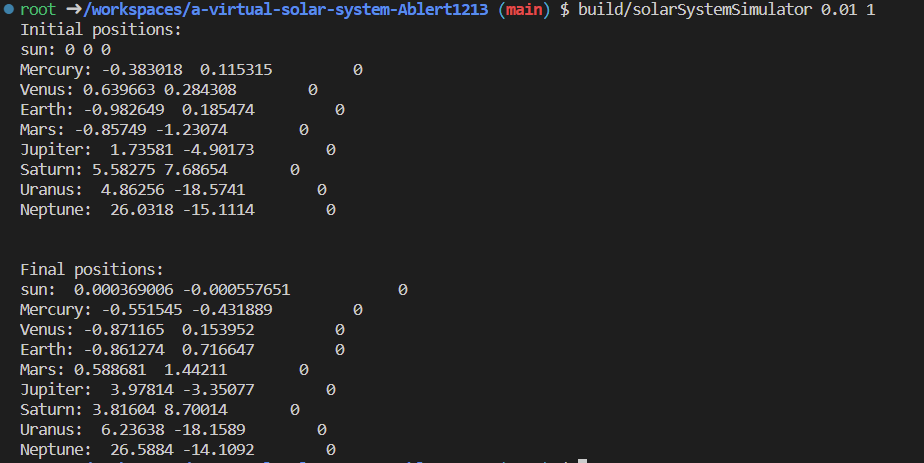 root ➜/workspaces/a-virtual-solar-system-Ablert1213 (main) $ build/solarSystemSimulator 0.01 1
Initial positions:
sun: 0 0 0
Mercury: -0.383018  0.115315         0
Venus: 0.639663 0.284308        0
Earth: -0.982649  0.185474         0
Mars: -0.85749 -1.23074        0
Jupiter:  1.73581 -4.90173        0
Saturn: 5.58275 7.68654       0
Uranus:  4.86256 -18.5741        0
Neptune:  26.0318 -15.1114        0
Final positions:
sun:  0.000369006 -0.000557651            0
Mercury: -0.551545 -0.431889         0
Venus: -0.871165  0.153952         0
Earth: -0.861274  0.716647         0
Mars: 0.588681  1.44211        0
Jupiter:  3.97814 -3.35077        0
Saturn: 3.81604 8.70014       0
Uranus:  6.23638 -18.1589        0
Neptune:  26.5884 -14.1092        0